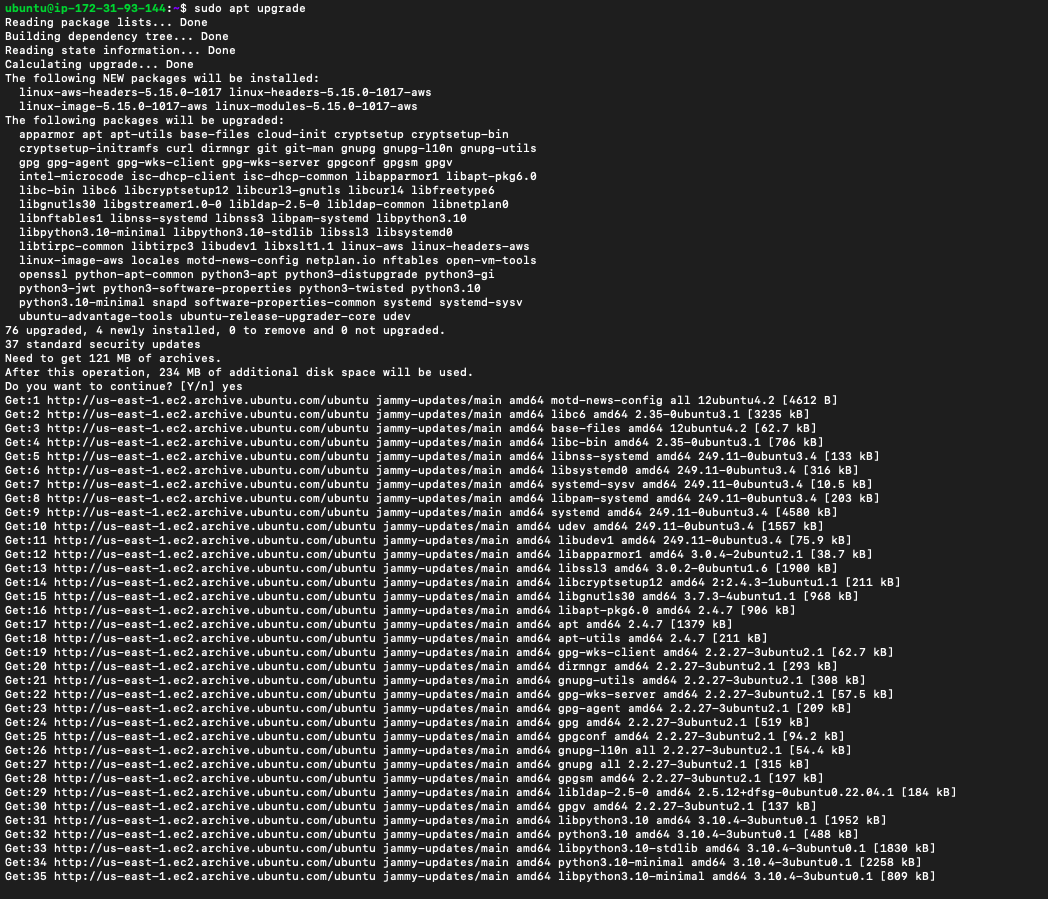 ubuntu@ip-172-31-93-144:~$ sudo apt upgrade
Reading package lists... Done
Building dependency tree... Done
Reading state information... Done
Calculating upgrade... Done
The following NEW packages will be installed:
  linux-aws-headers-5.15.0-1017 linux-headers-5.15.0-1017-aws
  linux-image-5.15.0-1017-aws linux-modules-5.15.0-1017-aws
The following packages will be upgraded:
  apparmor apt apt-utils base-files cloud-init cryptsetup cryptsetup-bin
  cryptsetup-initramfs curl dirmngr git git-man gnupg gnupg-l10n gnupg-utils
  gpg gpg-agent gpg-wks-client gpg-wks-server gpgconf gpgsm gpgv
  intel-microcode isc-dhcp-client isc-dhcp-common libapparmor1 libapt-pkg6.0
  libc-bin libc6 libcryptsetup12 libcurl3-gnutls libcurl4 libfreetype6
  libgnutls30 libgstreamer1.0-0 libldap-2.5-0 libldap-common libnetplan0
  libnftables1 libnss-systemd libnss3 libpam-systemd libpython3.10
  libpython3.10-minimal libpython3.10-stdlib libssl3 libsystemd0
  libtirpc-common libtirpc3 libudev1 libxslt1.1 linux-aws linux-headers-aws
  linux-image-aws locales motd-news-config netplan.io nftables open-vm-tools
  openssl python-apt-common python3-apt python3-distupgrade python3-gi
  python3-jwt python3-software-properties python3-twisted python3.10
  python3.10-minimal snapd software-properties-common systemd systemd-sysv
  ubuntu-advantage-tools ubuntu-release-upgrader-core udev
76 upgraded, 4 newly installed, 0 to remove and 0 not upgraded.
37 standard security updates
Need to get 121 MB of archives.
After this operation, 234 MB of additional disk space will be used.
Do you want to continue? [Y/n] yes
Get:1 http://us-east-1.ec2.archive.ubuntu.com/ubuntu jammy-updates/main amd64 motd-news-config all 12ubuntu4.2 [4612 B]
Get:2 http://us-east-1.ec2.archive.ubuntu.com/ubuntu jammy-updates/main amd64 libc6 amd64 2.35-0ubuntu3.1 [3235 kB]
Get:3 http://us-east-1.ec2.archive.ubuntu.com/ubuntu jammy-updates/main amd64 base-files amd64 12ubuntu4.2 [62.7 kB]
Get:4 http://us-east-1.ec2.archive.ubuntu.com/ubuntu jammy-updates/main amd64 libc-bin amd64 2.35-0ubuntu3.1 [706 kB]
Get:5 http://us-east-1.ec2.archive.ubuntu.com/ubuntu jammy-updates/main amd64 libnss-systemd amd64 249.11-0ubuntu3.4 [133 kB]
Get:6 http://us-east-1.ec2.archive.ubuntu.com/ubuntu jammy-updates/main amd64 libsystemd0 amd64 249.11-0ubuntu3.4 [316 kB]
Get:7 http://us-east-1.ec2.archive.ubuntu.com/ubuntu jammy-updates/main amd64 systemd-sysv amd64 249.11-0ubuntu3.4 [10.5 kB]
Get:8 http://us-east-1.ec2.archive.ubuntu.com/ubuntu jammy-updates/main amd64 libpam-systemd amd64 249.11-0ubuntu3.4 [203 kB]
Get:9 http://us-east-1.ec2.archive.ubuntu.com/ubuntu jammy-updates/main amd64 systemd amd64 249.11-0ubuntu3.4 [4580 kB]
Get:10 http://us-east-1.ec2.archive.ubuntu.com/ubuntu jammy-updates/main amd64 udev amd64 249.11-0ubuntu3.4 [1557 kB]
Get:11 http://us-east-1.ec2.archive.ubuntu.com/ubuntu jammy-updates/main amd64 libudev1 amd64 249.11-0ubuntu3.4 [75.9 kB]
Get:12 http://us-east-1.ec2.archive.ubuntu.com/ubuntu jammy-updates/main amd64 libapparmor1 amd64 3.0.4-2ubuntu2.1 [38.7 kB]
Get:13 http://us-east-1.ec2.archive.ubuntu.com/ubuntu jammy-updates/main amd64 libssl3 amd64 3.0.2-0ubuntu1.6 [1900 kB]
Get:14 http://us-east-1.ec2.archive.ubuntu.com/ubuntu jammy-updates/main amd64 libcryptsetup12 amd64 2:2.4.3-1ubuntu1.1 [211 kB]
Get:15 http://us-east-1.ec2.archive.ubuntu.com/ubuntu jammy-updates/main amd64 libgnutls30 amd64 3.7.3-4ubuntu1.1 [968 kB]
Get:16 http://us-east-1.ec2.archive.ubuntu.com/ubuntu jammy-updates/main amd64 libapt-pkg6.0 amd64 2.4.7 [906 kB]
Get:17 http://us-east-1.ec2.archive.ubuntu.com/ubuntu jammy-updates/main amd64 apt amd64 2.4.7 [1379 kB]
Get:18 http://us-east-1.ec2.archive.ubuntu.com/ubuntu jammy-updates/main amd64 apt-utils amd64 2.4.7 [211 kB]
Get:19 http://us-east-1.ec2.archive.ubuntu.com/ubuntu jammy-updates/main amd64 gpg-wks-client amd64 2.2.27-3ubuntu2.1 [62.7 kB]
Get:20 http://us-east-1.ec2.archive.ubuntu.com/ubuntu jammy-updates/main amd64 dirmngr amd64 2.2.27-3ubuntu2.1 [293 kB]
Get:21 http://us-east-1.ec2.archive.ubuntu.com/ubuntu jammy-updates/main amd64 gnupg-utils amd64 2.2.27-3ubuntu2.1 [308 kB]
Get:22 http://us-east-1.ec2.archive.ubuntu.com/ubuntu jammy-updates/main amd64 gpg-wks-server amd64 2.2.27-3ubuntu2.1 [57.5 kB]
Get:23 http://us-east-1.ec2.archive.ubuntu.com/ubuntu jammy-updates/main amd64 gpg-agent amd64 2.2.27-3ubuntu2.1 [209 kB]
Get:24 http://us-east-1.ec2.archive.ubuntu.com/ubuntu jammy-updates/main amd64 gpg amd64 2.2.27-3ubuntu2.1 [519 kB]
Get:25 http://us-east-1.ec2.archive.ubuntu.com/ubuntu jammy-updates/main amd64 gpgconf amd64 2.2.27-3ubuntu2.1 [94.2 kB]
Get:26 http://us-east-1.ec2.archive.ubuntu.com/ubuntu jammy-updates/main amd64 gnupg-l10n all 2.2.27-3ubuntu2.1 [54.4 kB]
Get:27 http://us-east-1.ec2.archive.ubuntu.com/ubuntu jammy-updates/main amd64 gnupg all 2.2.27-3ubuntu2.1 [315 kB]
Get:28 http://us-east-1.ec2.archive.ubuntu.com/ubuntu jammy-updates/main amd64 gpgsm amd64 2.2.27-3ubuntu2.1 [197 kB]
Get:29 http://us-east-1.ec2.archive.ubuntu.com/ubuntu jammy-updates/main amd64 libldap-2.5-0 amd64 2.5.12+dfsg-0ubuntu0.22.04.1 [184 kB]
Get:30 http://us-east-1.ec2.archive.ubuntu.com/ubuntu jammy-updates/main amd64 gpgv amd64 2.2.27-3ubuntu2.1 [137 kB]
Get:31 http://us-east-1.ec2.archive.ubuntu.com/ubuntu jammy-updates/main amd64 libpython3.10 amd64 3.10.4-3ubuntu0.1 [1952 kB]
Get:32 http://us-east-1.ec2.archive.ubuntu.com/ubuntu jammy-updates/main amd64 python3.10 amd64 3.10.4-3ubuntu0.1 [488 kB]
Get:33 http://us-east-1.ec2.archive.ubuntu.com/ubuntu jammy-updates/main amd64 libpython3.10-stdlib amd64 3.10.4-3ubuntu0.1 [1830 kB]
Get:34 http://us-east-1.ec2.archive.ubuntu.com/ubuntu jammy-updates/main amd64 python3.10-minimal amd64 3.10.4-3ubuntu0.1 [2258 kB]
Get:35 http://us-east-1.ec2.archive.ubuntu.com/ubuntu jammy-updates/main amd64 libpython3.10-minimal amd64 3.10.4-3ubuntu0.1 [809 kB]